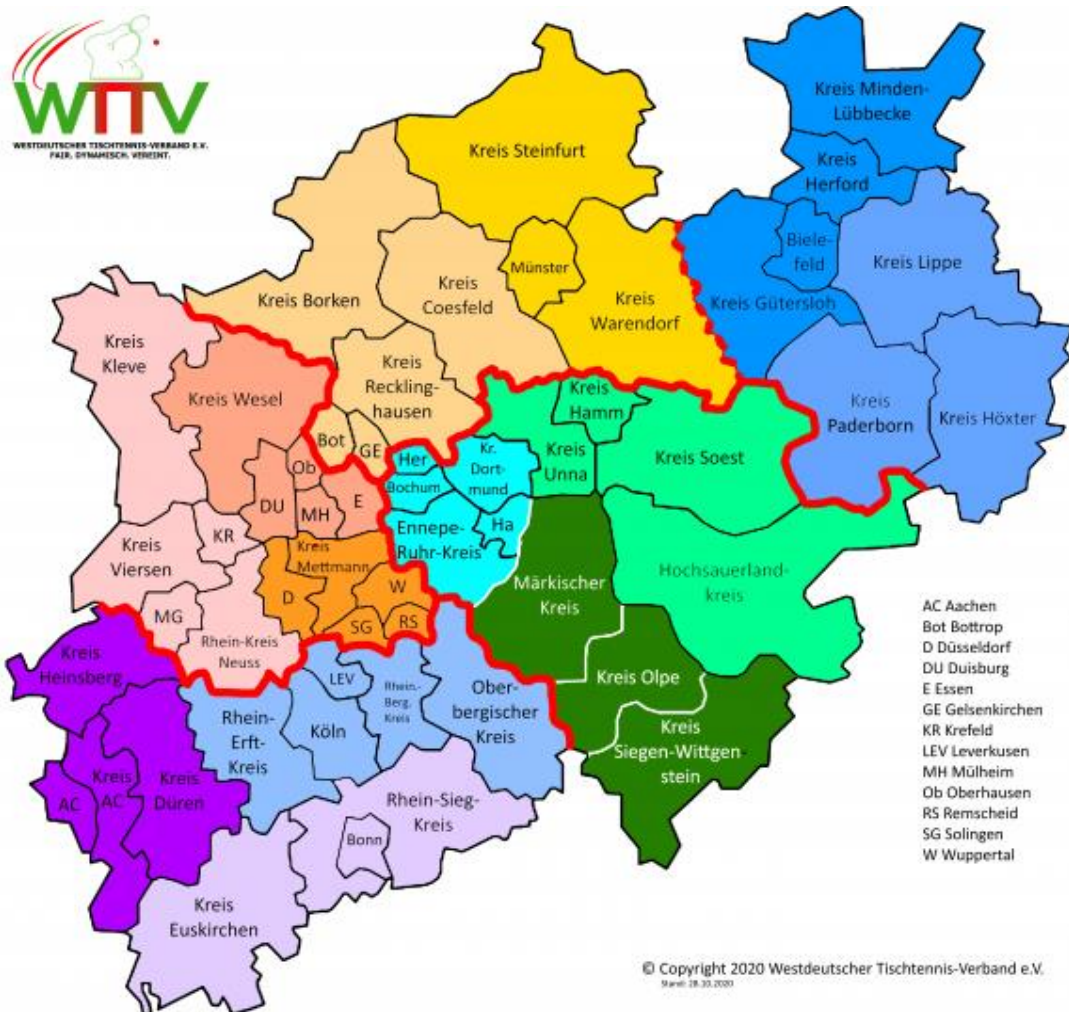 WTTV
WESTDEUTSCHER TISCHTENNIS-VERBAND E.V.
FAIR. DYNAMISCH. VEREINT.
Kreis Minden-
Lübbecke
Kreis Steinfurt
Kreis
Herford
Biele-
feld
Kreis Lippe
Münster
Kreis Borken
Kreis
Coesfeld
Kreis
Warendorf
Kreis Gütersloh
Kreis
Kleve
Kreis
Reckling-
hausen
Kreis Wesel
Kreis
Hamm
Kreis
Paderborn
Kreis Höxter
Bot
GE
Her
Kr.
Dort-
mund
Kreis
Unna
Kreis Soest
Ob
Bochum
DU
MH
E
Ennepe-
Ruhr-Kreis
Ha
KR
Kreis
Viersen
Kreis
Mettmann
Märkischer
Kreis
Hochsauerland-
kreis
MG
D
W
SG
RS
Rhein-Kreis
Neuss
Kreis
Heinsberg
LEV
Rhein.-
Berg.
Kreis
Ober-
bergischer
Kreis
Kreis Olpe
Rhein-
Erft-
Kreis
Köln
Kreis
Siegen-Wittgen-
stein
AC
Kreis
AC
Kreis
Düren
Rhein-Sieg-
Kreis
Bonn
Kreis
Euskirchen
AC Aachen
Bot Bottrop
D Düsseldorf
DU Duisburg
E Essen
GE Gelsenkirchen
KR Krefeld
LEV Leverkusen
MH Mülheim
Ob Oberhausen
RS Remscheid
SG Solingen
W Wuppertal
© Copyright 2020 Westdeutscher Tischtennis-Verband e.V.
Stand: 28.10.2020